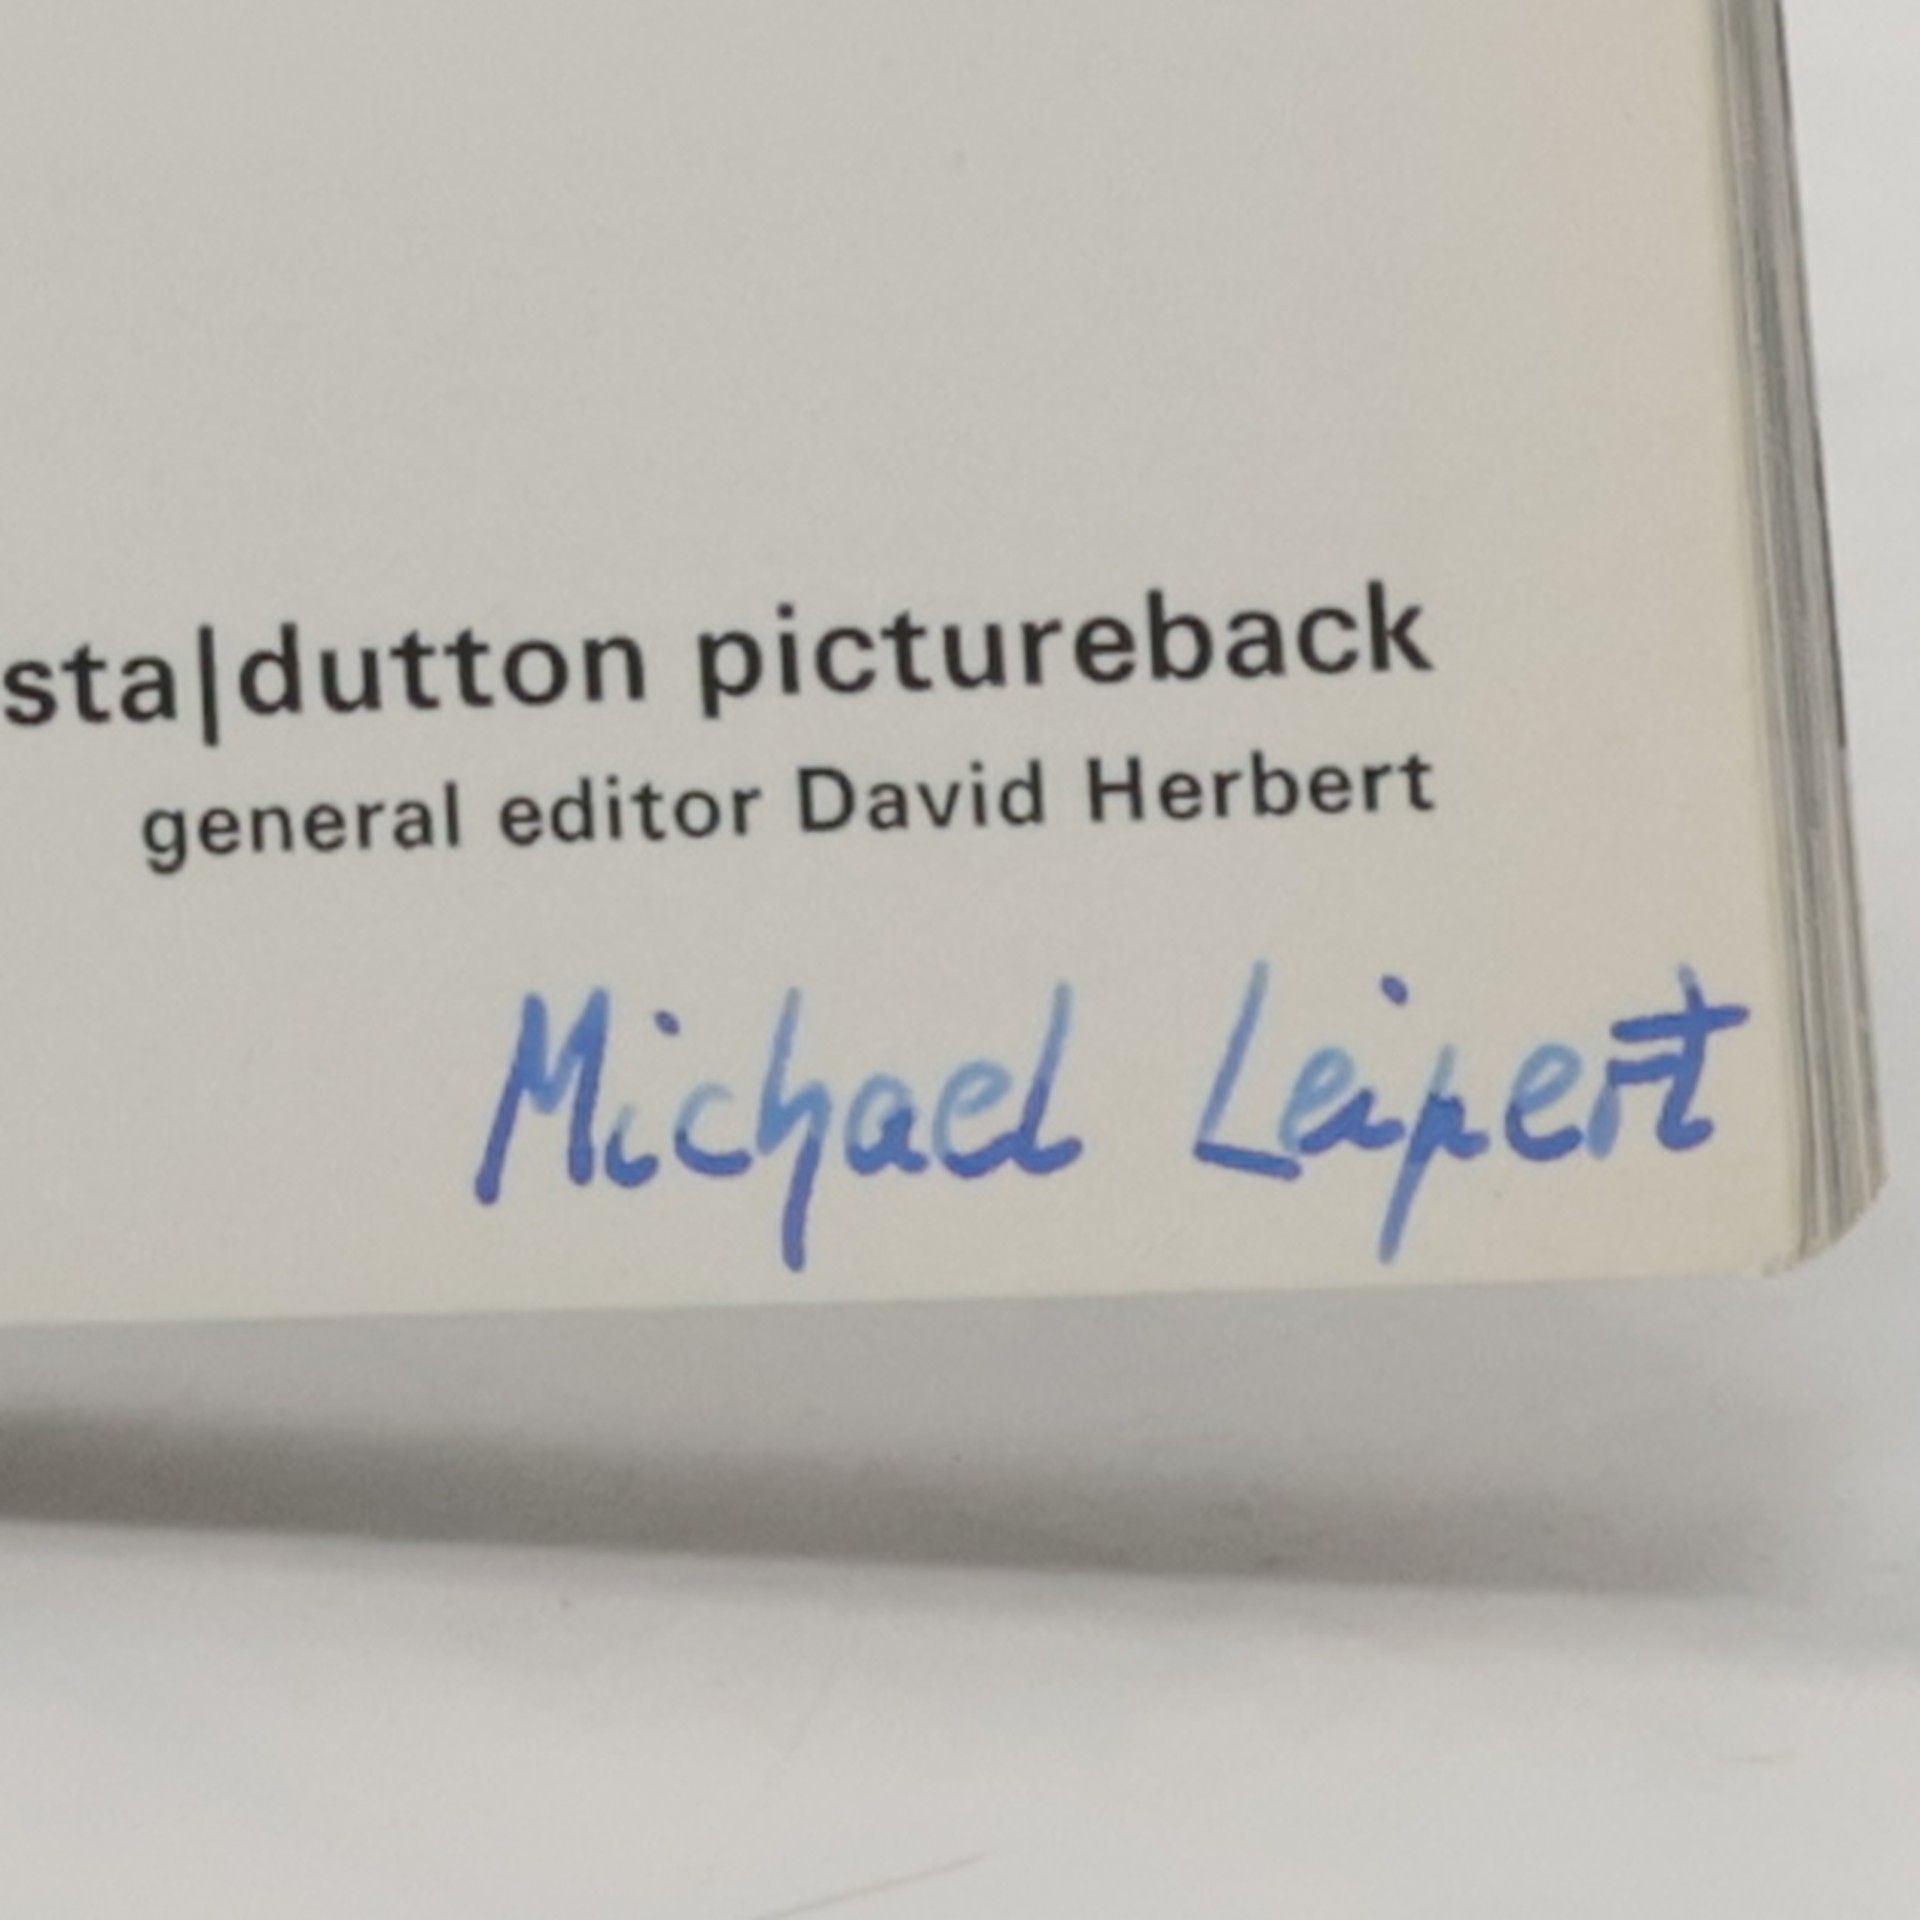 sta|dutton pictureback
general editor David Herbert
Michael Leipert